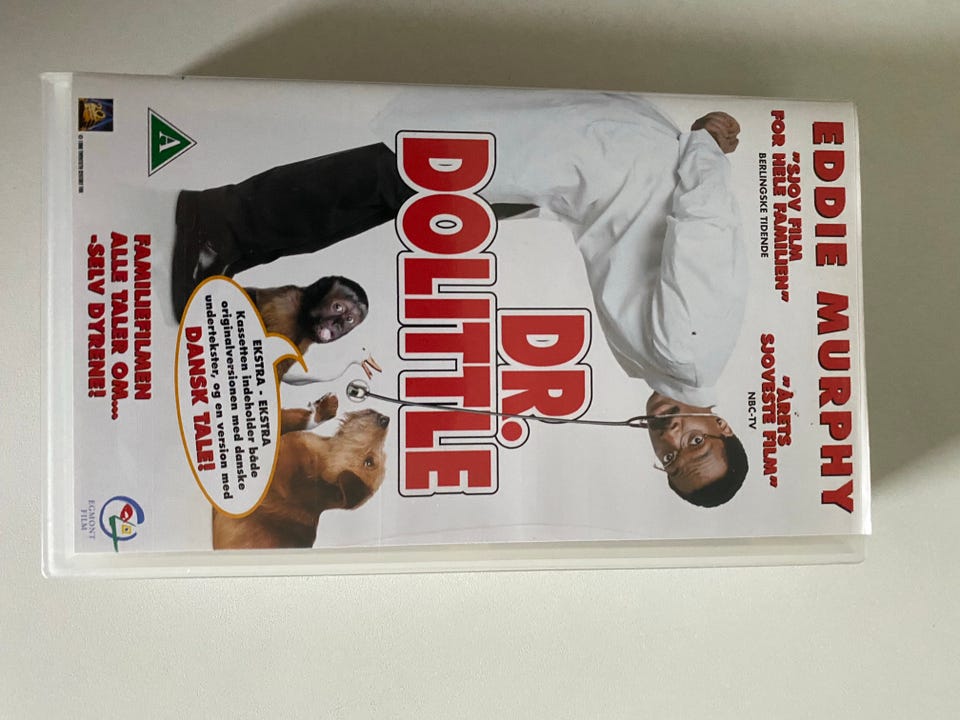 EDDIE MURPHY
"SJOV FILM
FOR HELE FAMILIEN"
BERLINGSKE TIDENDE
"ÅRETS
SJOVESTE FILM"
NBC-TV
DR.
DOLITTLE
EKSTRA - EKSTRA
Kassetten indeholder både
originalversionen med danske
undertekster, og en version med
DANSK TALE!
A
FAMILIEFILMEN
ALLE TALER OM...
-SELV DYRENE!
EGMONT
FILM